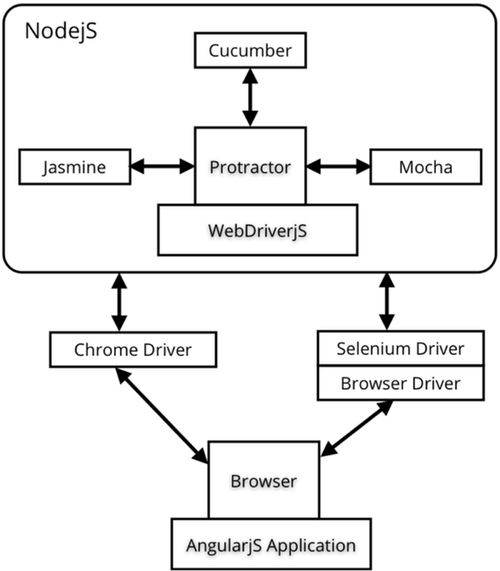 NodejS
Cucumber
Jasmine
Protractor
Mocha
WebDriverjS
Chrome Driver
Selenium Driver
Browser Driver
Browser
AngularjS Application